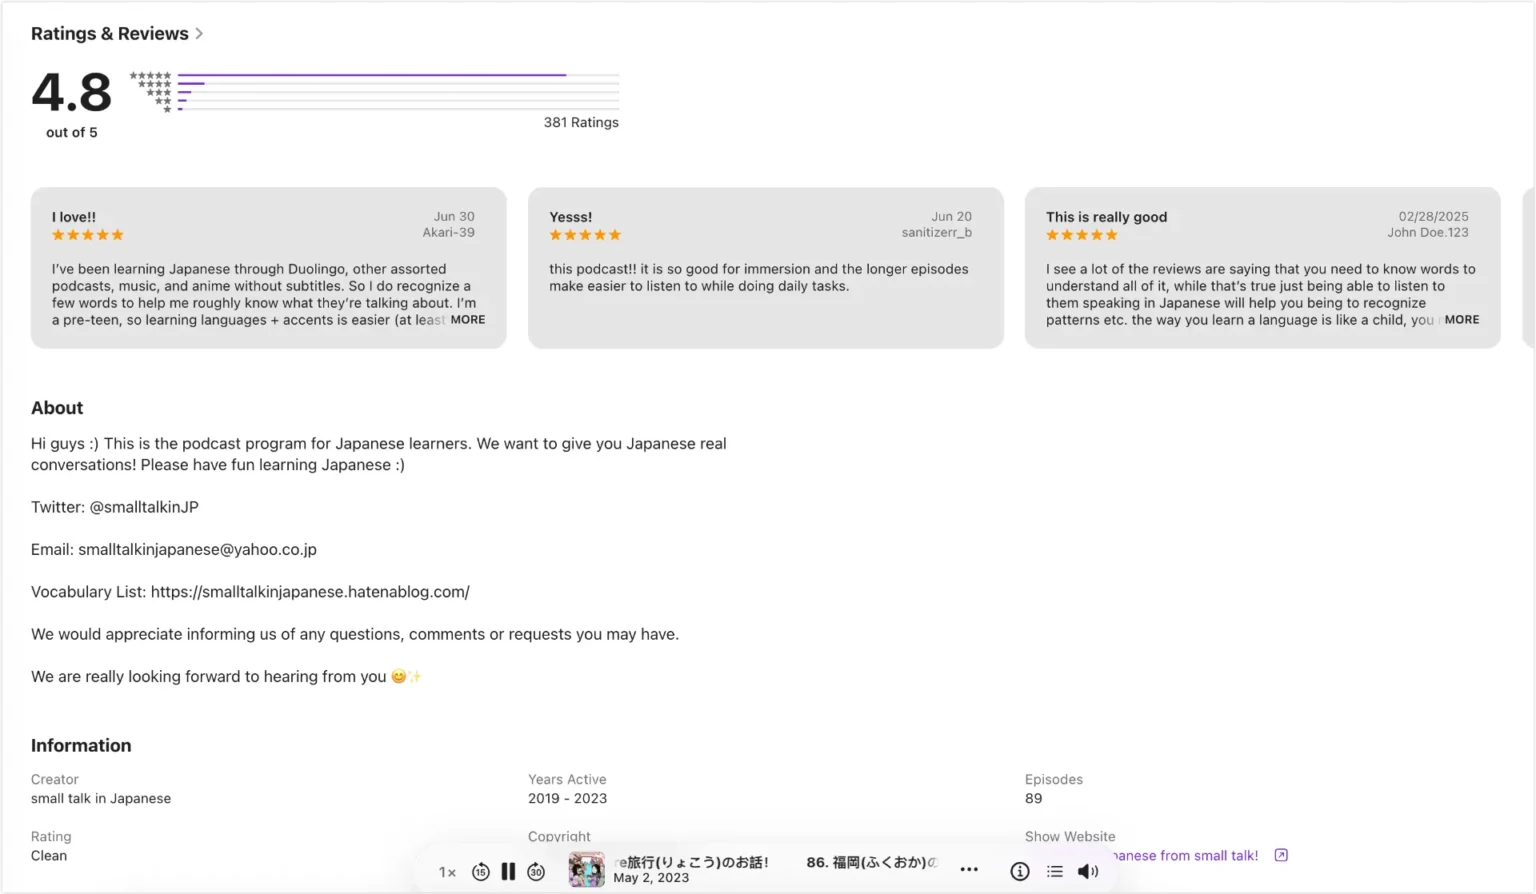 Ratings & Reviews
4.8
out of 5
381 Ratings
I love!!
Jun 30
Akari-39
I've been learning Japanese through Duolingo, other assorted
podcasts, music, and anime without subtitles. So I do recognize a
few words to help me roughly know what they're talking about. I'm
a pre-teen, so learning languages + accents is easier (at least MORE
Yesss!
Jun 20
sanitizerr_b
this podcast!! it is so good for immersion and the longer episodes
make easier to listen to while doing daily tasks.
This is really good
02/28/2025
John Doe.123
I see a lot of the reviews are saying that you need to know words to
understand all of it, while that's true just being able to listen to
them speaking in Japanese will help you being to recognize
patterns etc. the way you learn a language is like a child, you MORE
About
Hi guys :) This is the podcast program for Japanese learners. We want to give you Japanese real
conversations! Please have fun learning Japanese :)
Twitter: @smalltalkinJP
Email: smalltalkinjapanese@yahoo.co.jp
Vocabulary List: https://smalltalkinjapanese.hatenablog.com/
We would appreciate informing us of any questions, comments or requests you may have.
We are really looking forward to hearing from you 😊✨
Information
Creator
small talk in Japanese
Years Active
2019 - 2023
Episodes
89
Rating
Clean
Copyright
Show Website
panese from small talk!
1×
15
30
旅行(りょこう)のお話! 86. 福岡(ふくおか)の
May 2, 2023